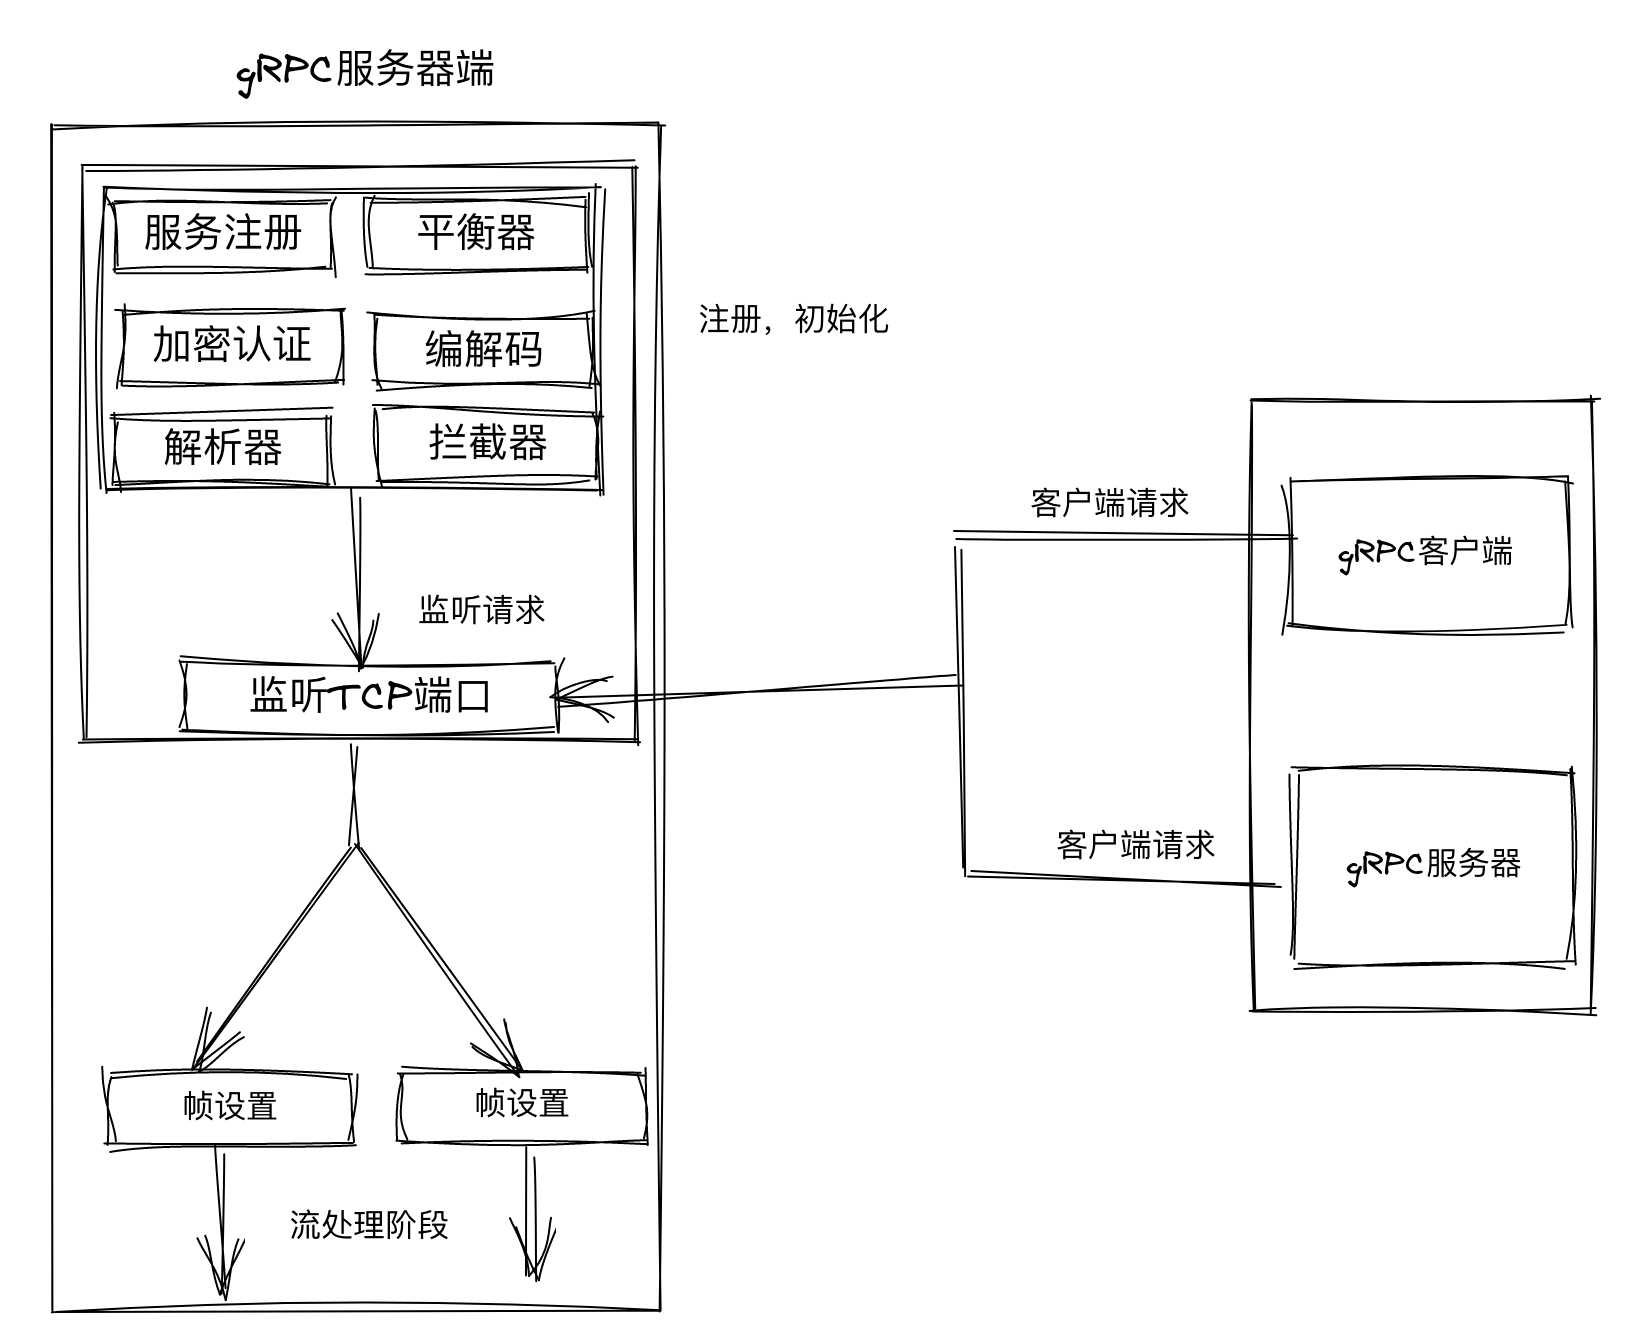 gRPC服务器端
服务注册
平衡器
加密认证
编解码
解析器
拦截器
注册，初始化
监听请求
监听TCP端口
客户端请求
gRPC客户端
客户端请求
gRPC服务器
帧设置
帧设置
流处理阶段